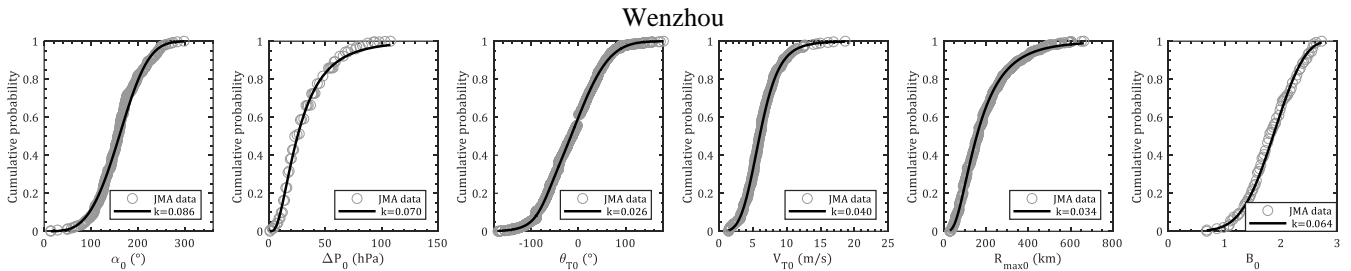 Wenzhou
Cumulative probability
1
0.8
0.6
0.4
0.2
0
JMA data
k=0.086
0 100 200 300
α0 (°)
Cumulative probability
1
0.8
0.6
0.4
0.2
0
JMA data
k=0.070
0 50 100 150
ΔP0 (hPa)
Cumulative probability
1
0.8
0.6
0.4
0.2
0
JMA data
k=0.026
-100 0 100
θT0 (°)
Cumulative probability
1
0.8
0.6
0.4
0.2
0
JMA data
k=0.040
0 5 10 15 20 25
VT0 (m/s)
Cumulative probability
1
0.8
0.6
0.4
0.2
0
JMA data
k=0.034
0 200 400 600 800
Rmax0 (km)
Cumulative probability
1
0.8
0.6
0.4
0.2
0
JMA data
k=0.064
0 1 2 3
B0